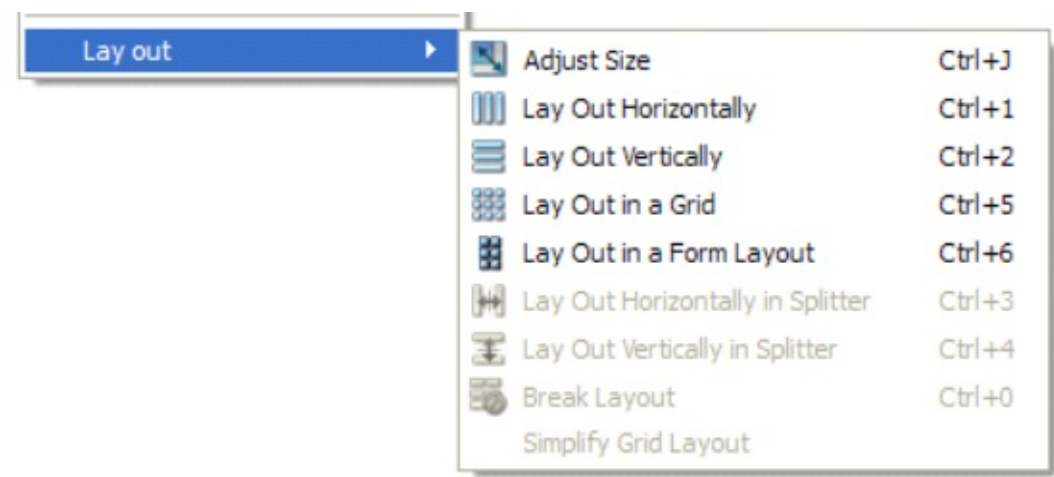 Lay out
Adjust Size Ctrl+J
Lay Out Horizontally Ctrl+1
Lay Out Vertically Ctrl+2
Lay Out in a Grid Ctrl+5
Lay Out in a Form Layout Ctrl+6
Lay Out Horizontally in Splitter Ctrl+3
Lay Out Vertically in Splitter Ctrl+4
Break Layout Ctrl+0
Simplify Grid Layout